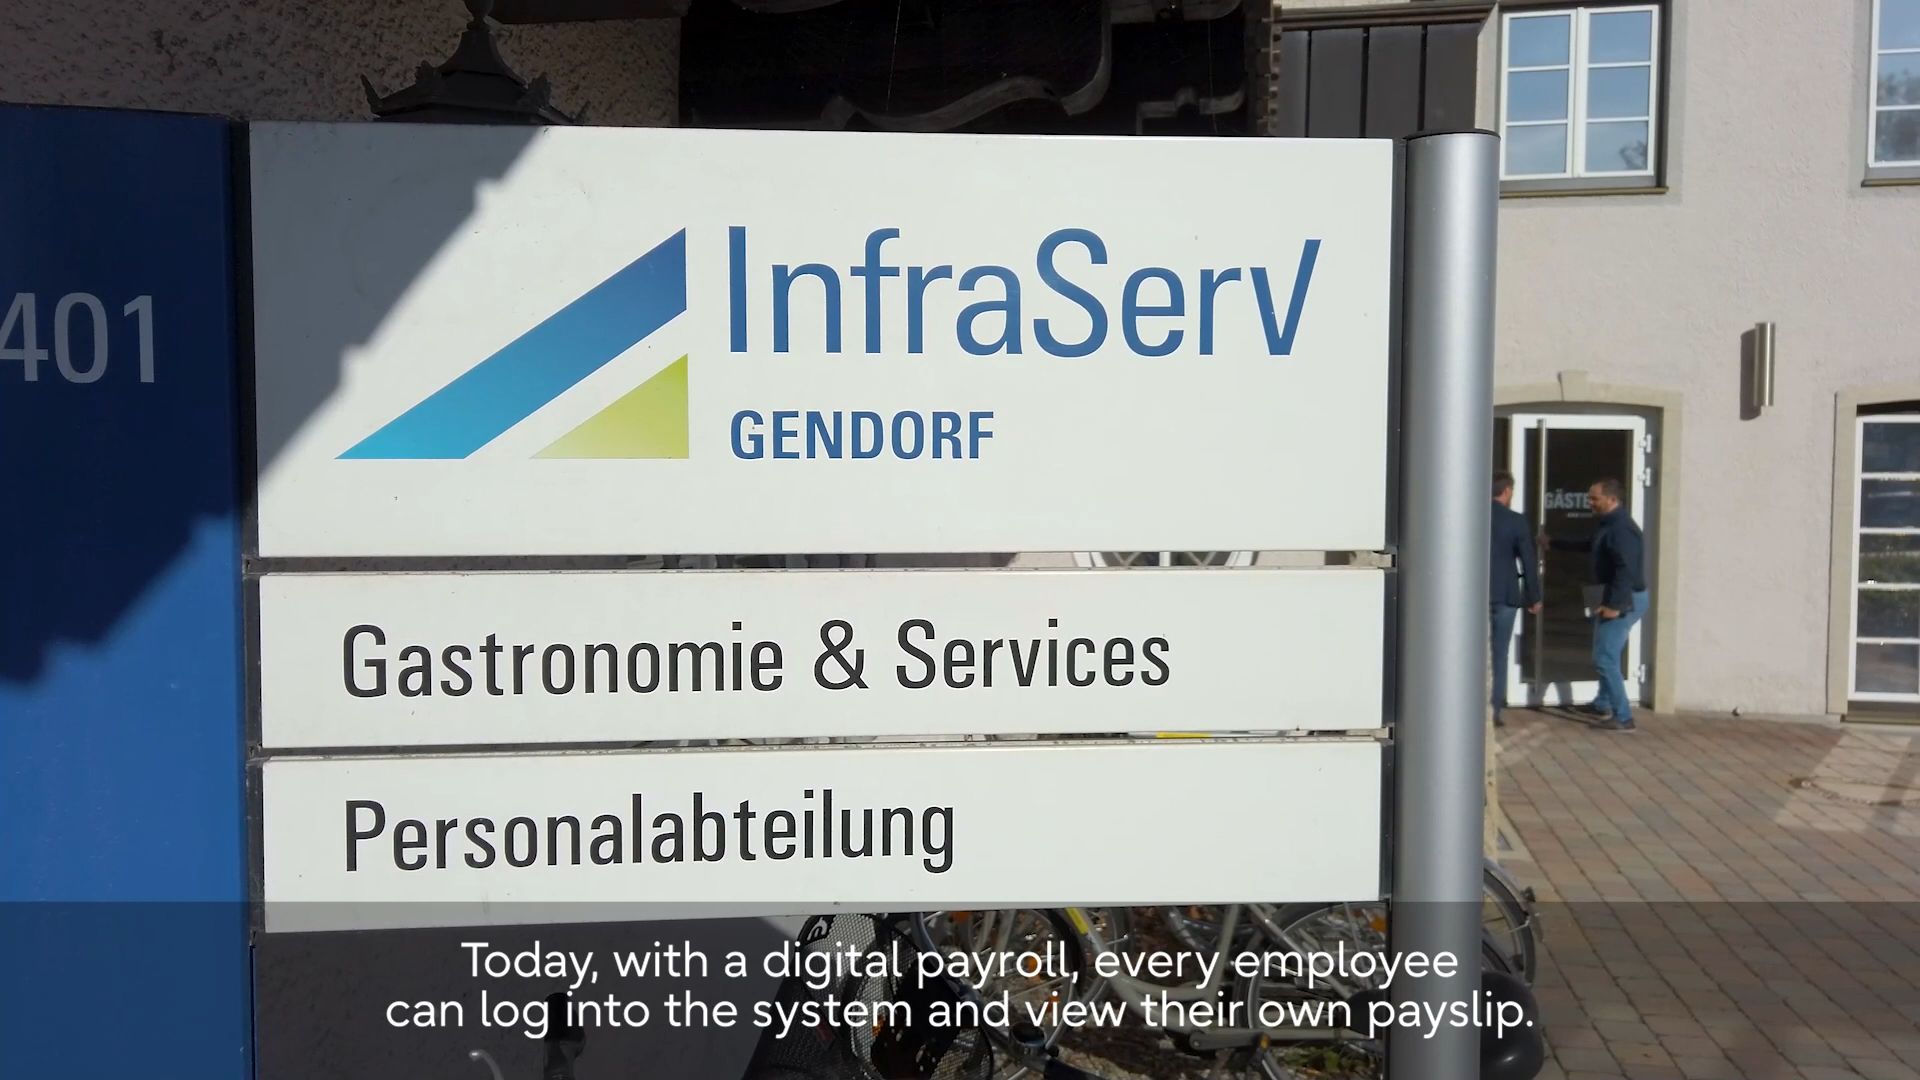 401
InfraServ
GENDORF
Gastronomie & Services
Personalabteilung
GÄSTE
Today, with a digital payroll, every employee
can log into the system and view their own payslip.